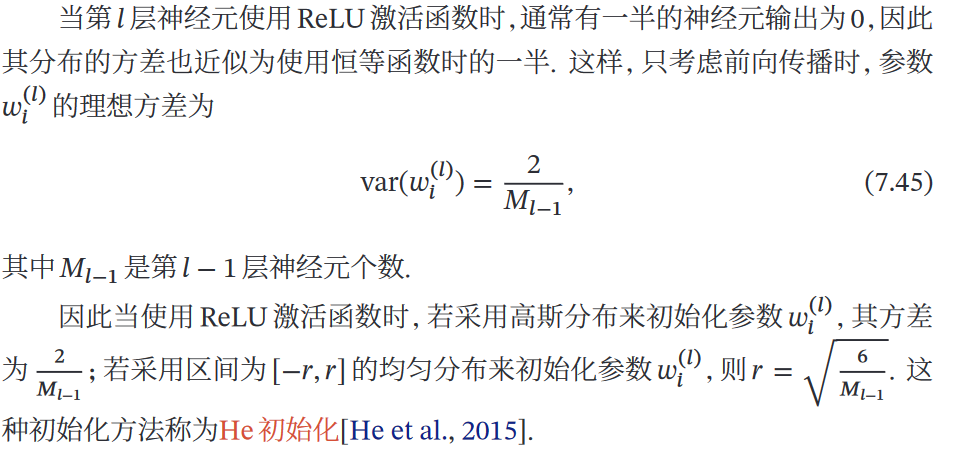 当第 l 层神经元使用 ReLU 激活函数时,通常有一半的神经元输出为 0,因此
其分布的方差也近似为使用恒等函数时的一半. 这样, 只考虑前向传播时, 参数
$w_i^{(l)}$ 的理想方差为
$\mathrm{var}(w_i^{(l)}) = \frac{2}{M_{l-1}},$ (7.45)
其中 $M_{l-1}$ 是第 $l-1$ 层神经元个数.
因此当使用 ReLU 激活函数时, 若采用高斯分布来初始化参数 $w_i^{(l)}$, 其方差
为 $\frac{2}{M_{l-1}}$; 若采用区间为 $[-r, r]$ 的均匀分布来初始化参数 $w_i^{(l)}$, 则 $r = \sqrt{\frac{6}{M_{l-1}}}$. 这
种初始化方法称为He 初始化[He et al., 2015].